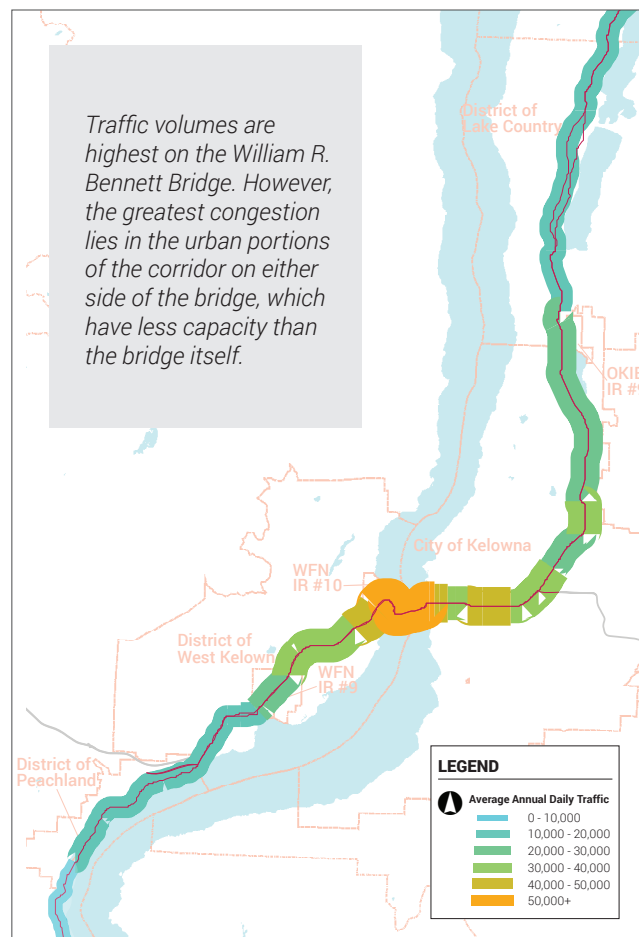 Traffic volumes are
highest on the William R.
Bennett Bridge. However,
the greatest congestion
lies in the urban portions
of the corridor on either
side of the bridge, which
have less capacity than
the bridge itself.
District of
Lake Country
OKIB
IR #9
City of Kelowna
WFN
IR #10
District of
West Kelown
WFN
IR #9
District of
Peachland
LEGEND
Average Annual Daily Traffic
0 - 10,000
10,000 - 20,000
20,000 - 30,000
30,000 - 40,000
40,000 - 50,000
50,000+